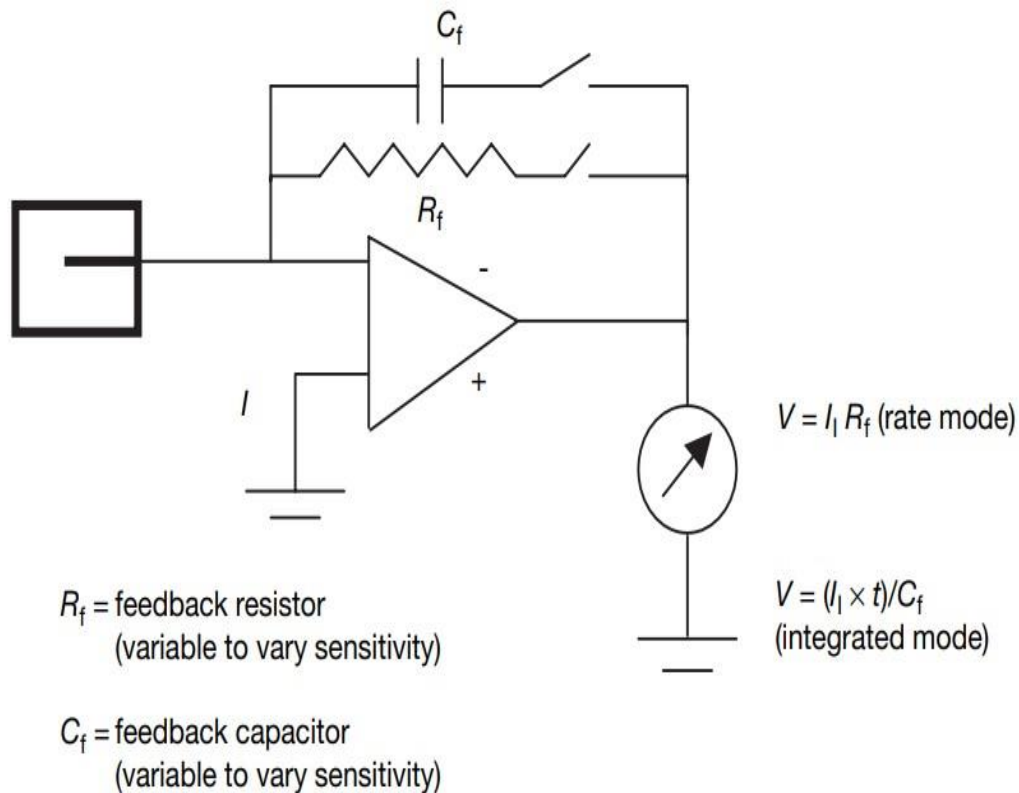 C_f
R_f
-
+
I
V = I_I R_f (rate mode)
V = (I_I × t)/C_f
(integrated mode)
R_f = feedback resistor
(variable to vary sensitivity)
C_f = feedback capacitor
(variable to vary sensitivity)